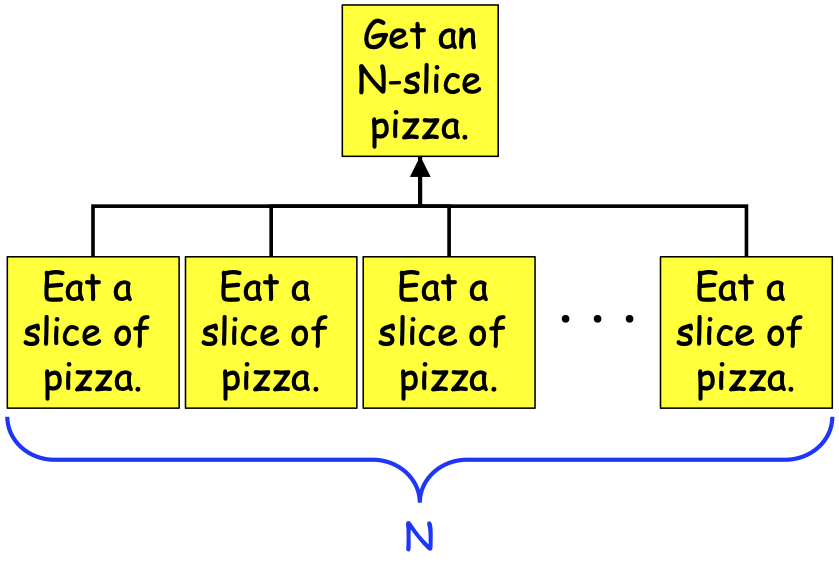 Get an
N-slice
pizza.
Eat a
slice of
pizza.
Eat a
slice of
pizza.
Eat a
slice of
pizza.
. . .
Eat a
slice of
pizza.
N